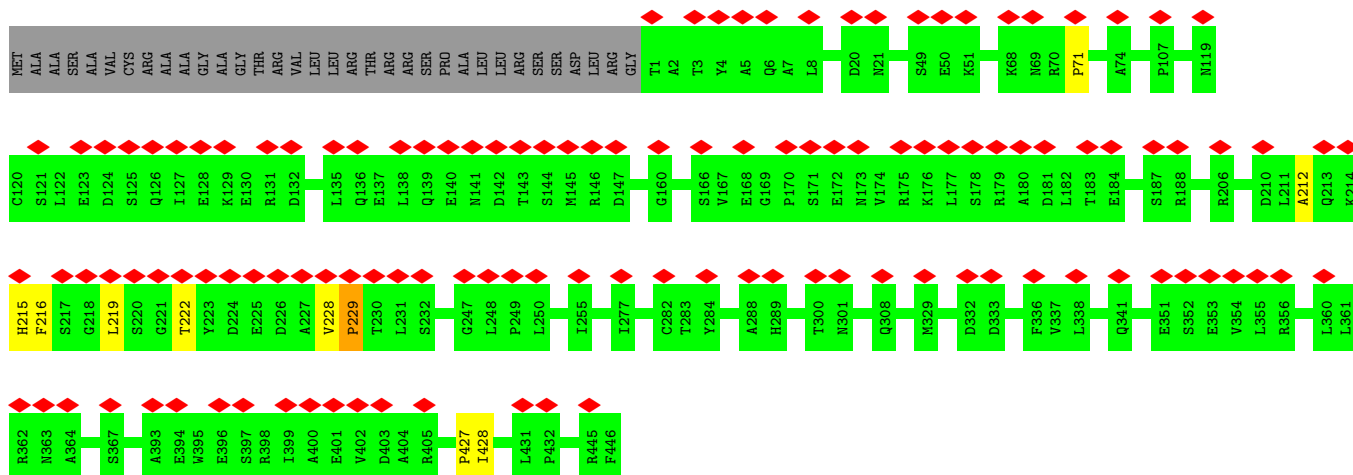 MET ALA ALA SER ALA VAL CYS ARG ALA ALA GLY ALA GLY THR ARG VAL LEU LEU ARG THR ARG ARG SER PRO ALA LEU LEU ARG SER SER ASP LEU ARG GLY T1 A2 T3 Y4 A5 Q6 A7 L8 D20 N21 S49 E50 K51 K68 N69 R70 P71 A74 P107 N119
C120 S121 L122 E123 D124 S125 Q126 I127 E128 K129 E130 R131 D132 L135 Q136 E137 L138 Q139 E140 N141 D142 T143 S144 M145 R146 D147 G160 S166 V167 E168 G169 P170 S171 E172 N173 V174 R175 K176 L177 S178 R179 A180 D181 L182 T183 E184 S187 R188 R206 D210 L211 A212 Q213 K214
H215 F216 S217 G218 L219 S220 G221 T222 Y223 D224 E225 D226 A227 V228 P229 T230 L231 S232 G247 L248 P249 L250 I255 I277 C282 T283 Y284 A288 H289 T300 N301 Q308 M329 D332 D333 F336 V337 L338 Q341 E351 S352 E353 V354 L355 R356 L360 L361
R362 N363 A364 S367 A393 E394 W395 E396 S397 R398 I399 A400 E401 V402 D403 A404 R405 P427 I428 L431 P432 R445 F446